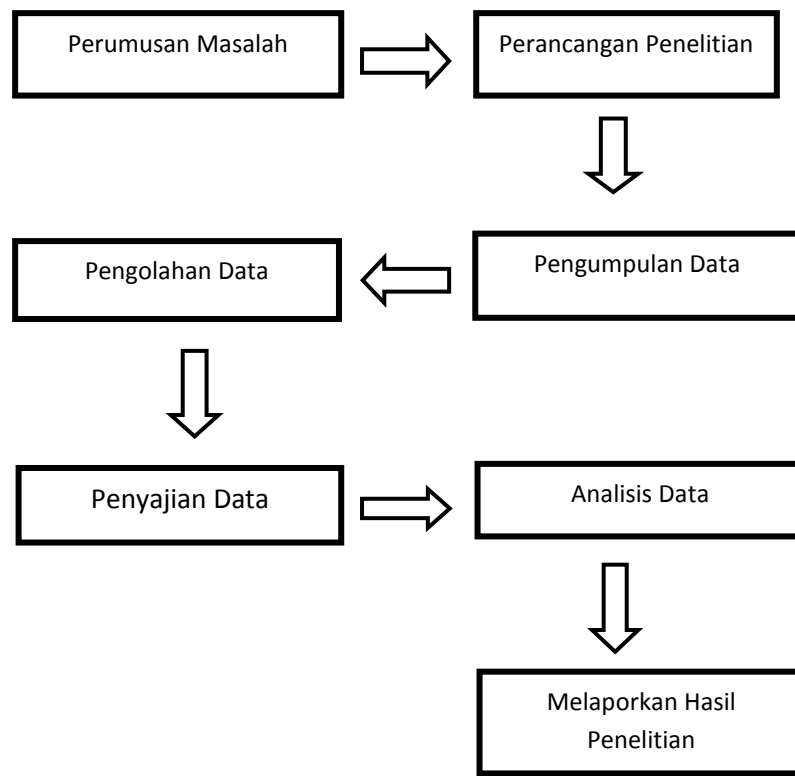 Perumusan Masalah
Perancangan Penelitian
Pengumpulan Data
Pengolahan Data
Penyajian Data
Analisis Data
Melaporkan Hasil
Penelitian